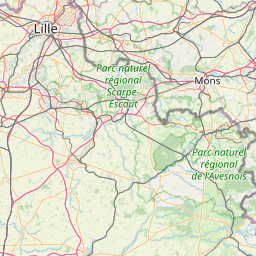 Lille
Parc naturel
régional
Scarpe-
Escaut
Mons
Parc naturel
régional
de l'Avesnois